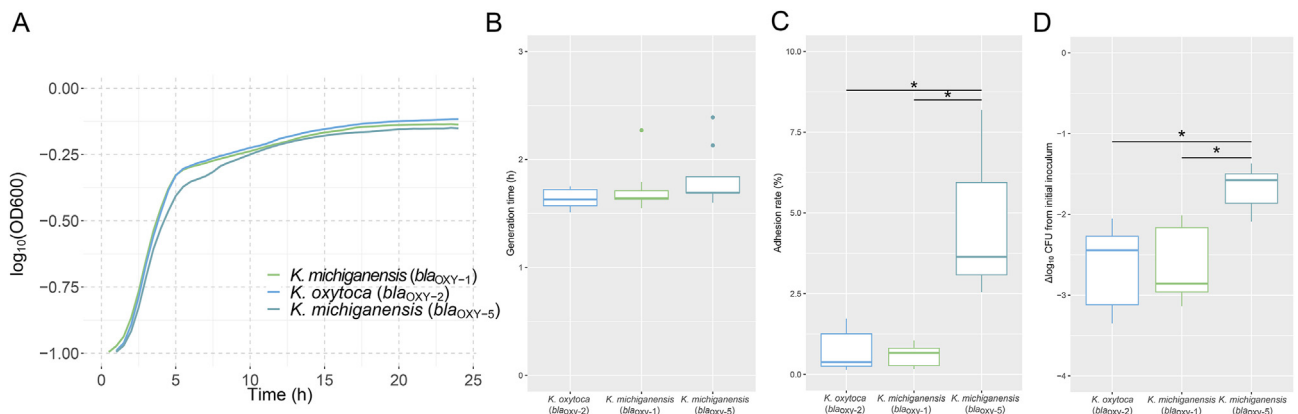 A
log10(OD600)
0.00
−0.25
−0.50
−0.75
−1.00
0
5
10
15
20
25
Time (h)
K. michiganensis (blaOXY−1)
K. oxytoca (blaOXY−2)
K. michiganensis (blaOXY−5)
B
Generation time (h)
3
2
1
0
K. oxytoca
(blaOXY-2)
K. michiganensis
(blaOXY-1)
K. michiganensis
(blaOXY-5)
C
Adhesion rate (%)
10.0
7.5
5.0
2.5
0.0
*
*
K. oxytoca
(blaOXY-2)
K. michiganensis
(blaOXY-1)
K. michiganensis
(blaOXY-5)
D
Δlog10 CFU from initial inoculum
0
−1
−2
−3
−4
*
*
K. oxytoca
(blaOXY-2)
K. michiganensis
(blaOXY-1)
K. michiganensis
(blaOXY-5)